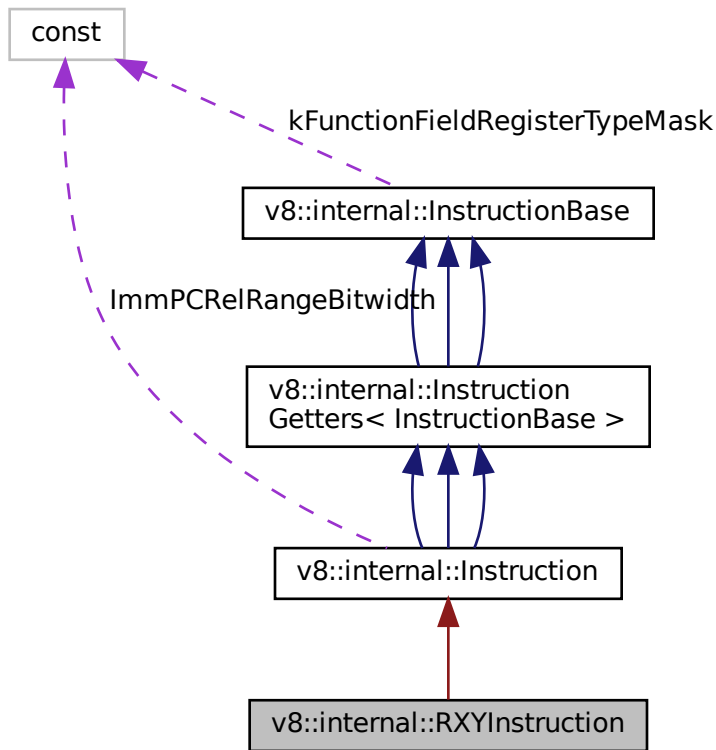 const
kFunctionFieldRegisterTypeMask
v8::internal::InstructionBase
ImmPCRelRangeBitwidth
v8::internal::Instruction
Getters< InstructionBase >
v8::internal::Instruction
v8::internal::RXYInstruction